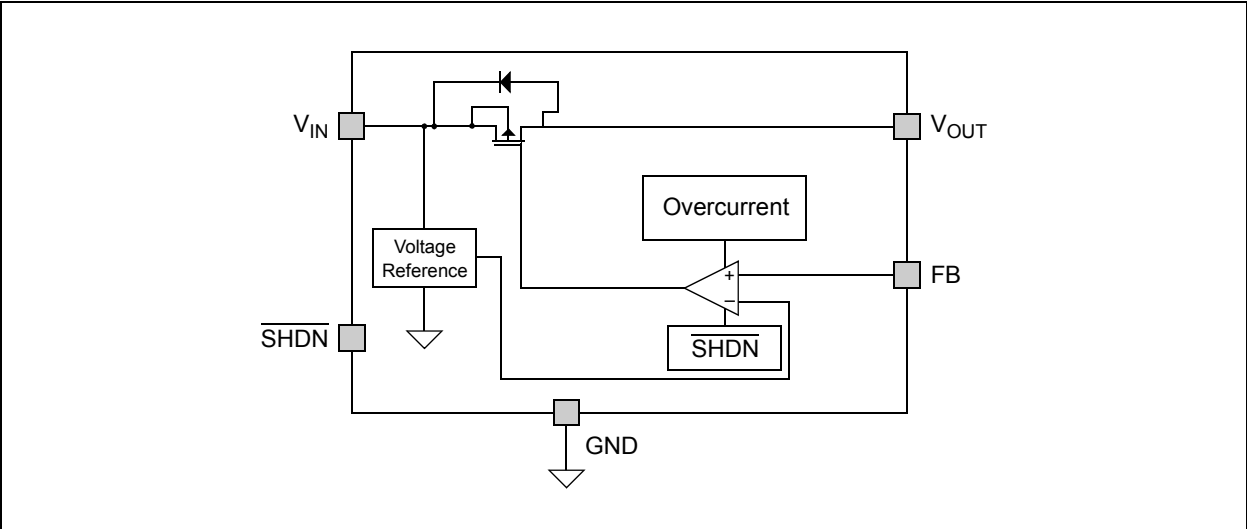 V_IN
V_OUT
Overcurrent
Voltage
Reference
+
FB
−
SHDN
SHDN
GND